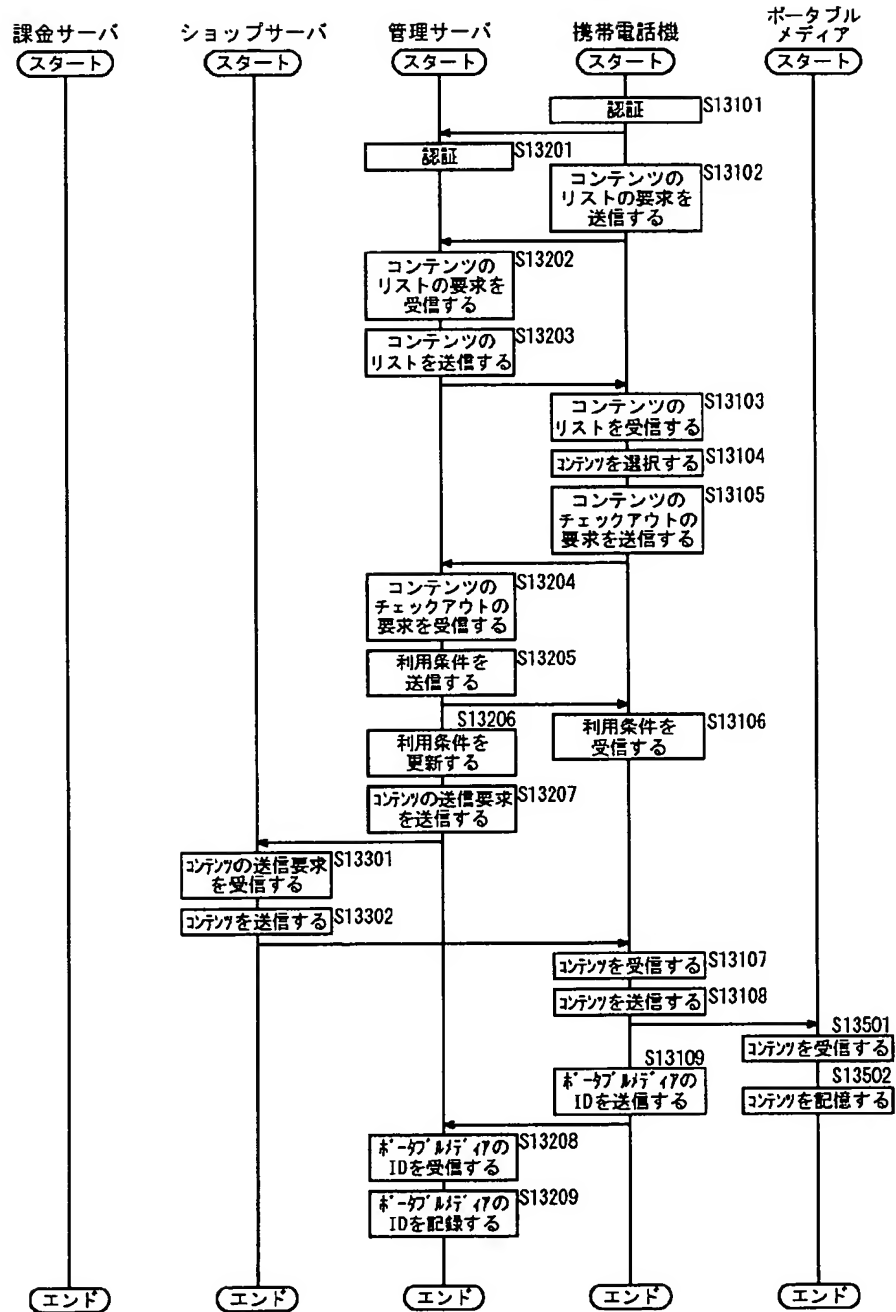 課金サーバ
ショップサーバ
管理サーバ
携帯電話機
ポータブル
メディア
スタート
スタート
スタート
スタート
スタート
認証
S13101
認証
S13201
コンテンツの
リストの要求を
送信する
S13102
コンテンツの
リストの要求を
受信する
S13202
コンテンツの
リストを送信する
S13203
コンテンツの
リストを受信する
S13103
コンテンツを選択する
S13104
コンテンツの
チェックアウトの
要求を送信する
S13105
コンテンツの
チェックアウトの
要求を受信する
S13204
利用条件を
送信する
S13205
利用条件を
受信する
S13106
S13206
利用条件を
更新する
コンテンツの送信要求
を送信する
S13207
コンテンツの送信要求
を受信する
S13301
コンテンツを送信する
S13302
コンテンツを受信する
S13107
コンテンツを送信する
S13108
S13501
コンテンツを受信する
S13109
ポータブルメディアの
IDを送信する
S13502
コンテンツを記憶する
ポータブルメディアの
IDを受信する
S13208
ポータブルメディアの
IDを記録する
S13209
エンド
エンド
エンド
エンド
エンド